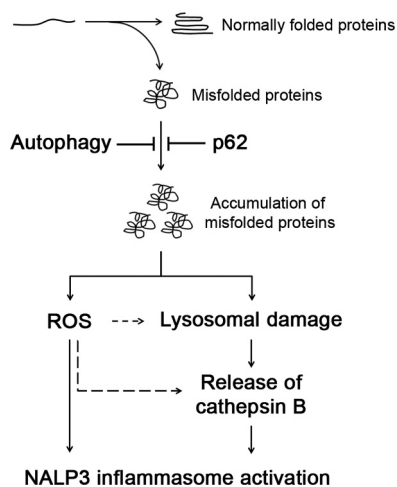 Normally folded proteins
Misfolded proteins
Autophagy
p62
Accumulation of
misfolded proteins
ROS
Lysosomal damage
Release of
cathepsin B
NALP3 inflammasome activation